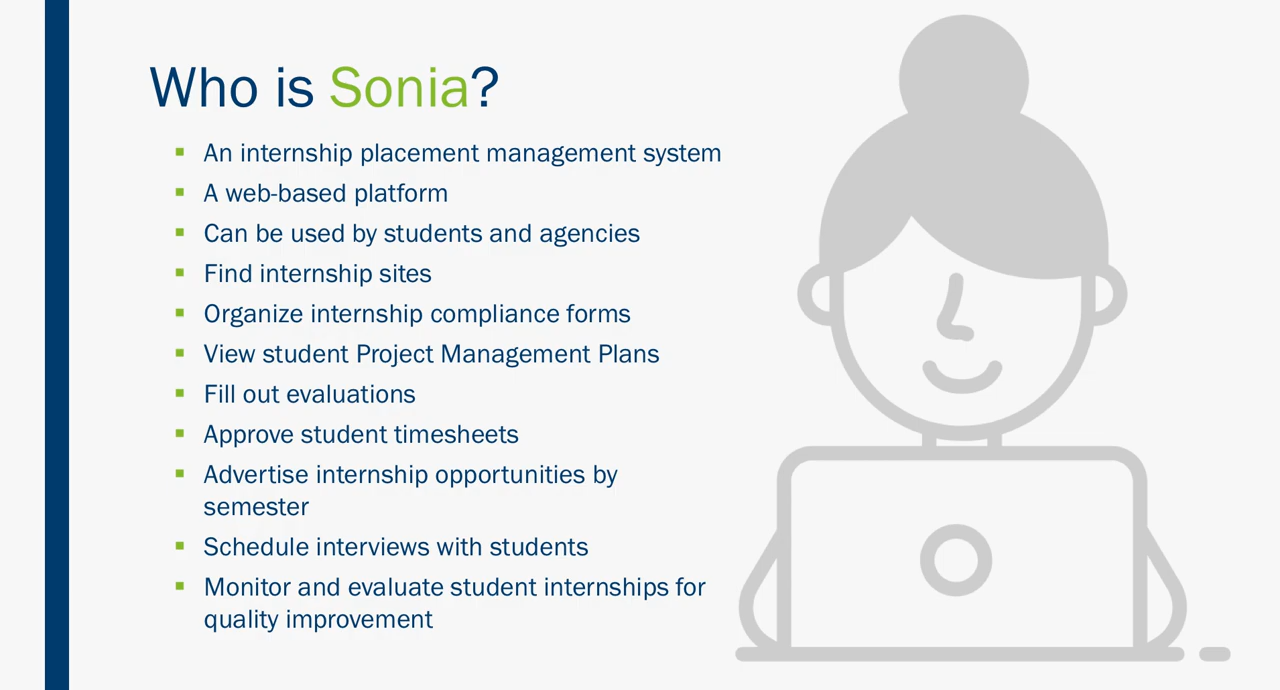 Who is Sonia?
▪ An internship placement management system
▪ A web-based platform
▪ Can be used by students and agencies
▪ Find internship sites
▪ Organize internship compliance forms
▪ View student Project Management Plans
▪ Fill out evaluations
▪ Approve student timesheets
▪ Advertise internship opportunities by
semester
▪ Schedule interviews with students
▪ Monitor and evaluate student internships for
quality improvement